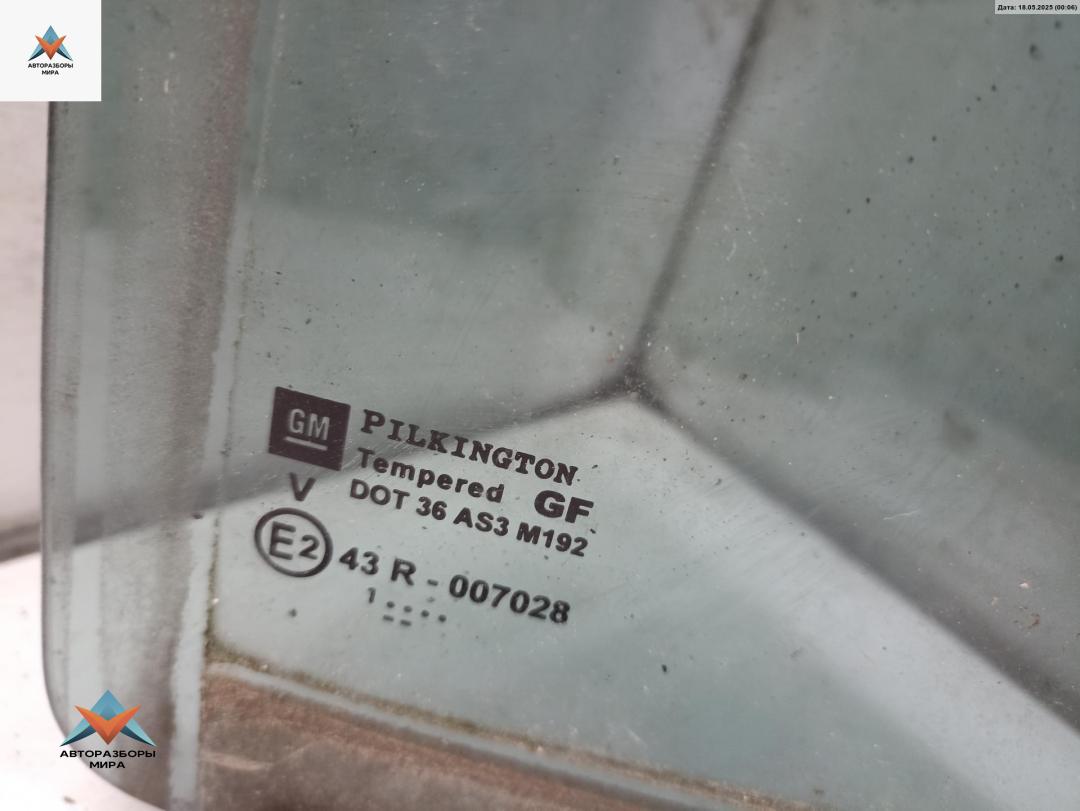 Дата: 18.05.2025 (00:06)
АВТОРАЗБОРЫ
МИРА
GM
PILKINGTON
Tempered GF
V
DOT 36 AS3 M192
E2
43 R - 007028
1
АВТОРАЗБОРЫ
МИРА